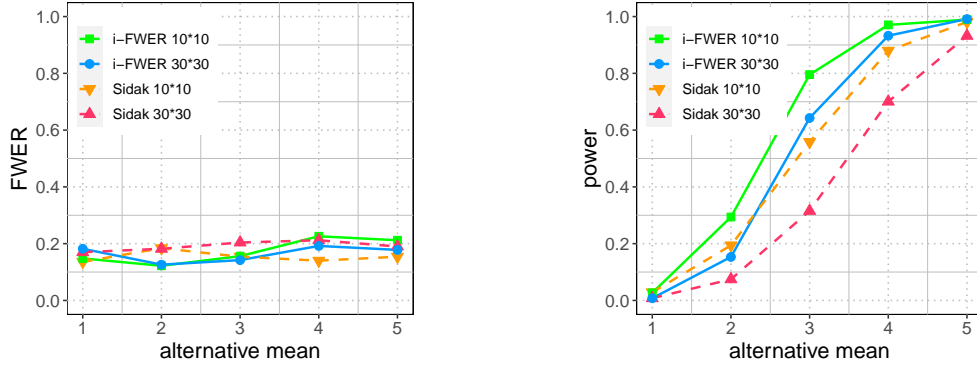 FWER
1.0
0.8
0.6
0.4
0.2
0.0
i−FWER 10*10
i−FWER 30*30
Sidak 10*10
Sidak 30*30
1 2 3 4 5
alternative mean
power
1.0
0.8
0.6
0.4
0.2
0.0
i−FWER 10*10
i−FWER 30*30
Sidak 10*10
Sidak 30*30
1 2 3 4 5
alternative mean